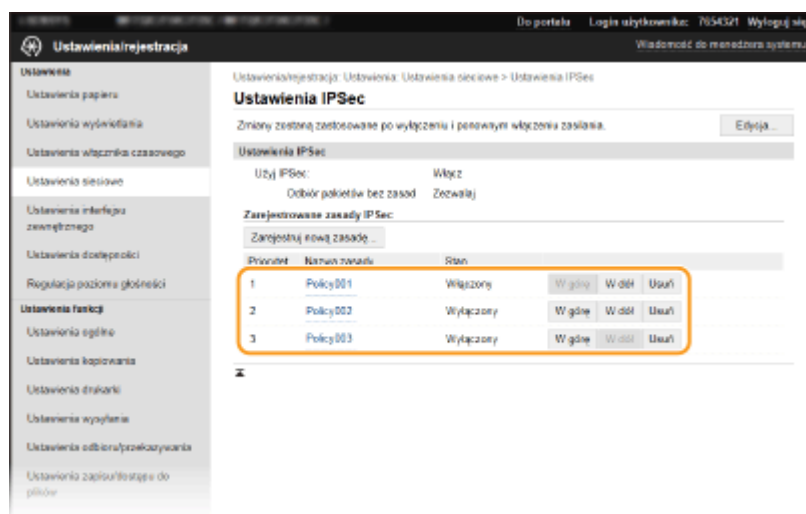 Do portalu Login użytkownika: 7654321 Wyloguj się
Ustawienia/rejestracja
Wiadomość do menedżera systemu
Ustawienia
Ustawienia papieru
Ustawienia wyświetlania
Ustawienia włącznika czasowego
Ustawienia sieciowe
Ustawienia interfejsu
zewnętrznego
Ustawienia dostępności
Regulacja poziomu głośności
Ustawienia funkcji
Ustawienia ogólne
Ustawienia kopiowania
Ustawienia drukarki
Ustawienia wysyłania
Ustawienia odbioru/przekazywania
Ustawienia zapisu/dostępu do
plików
Ustawienia/rejestracja: Ustawienia: Ustawienia sieciowe > Ustawienia IPSec
Ustawienia IPSec
Zmiany zostaną zastosowane po wyłączeniu i ponownym włączeniu zasilania.
Edycja...
Ustawienia IPSec
Użyj IPSec: Włącz
Odbiór pakietów bez zasad Zezwalaj
Zarejestrowane zasady IPSec
Zarejestruj nową zasadę...
Priorytet Nazwa zasady Stan
1 Policy001 Włączony W górę W dół Usuń
2 Policy002 Wyłączony W górę W dół Usuń
3 Policy003 Wyłączony W górę W dół Usuń